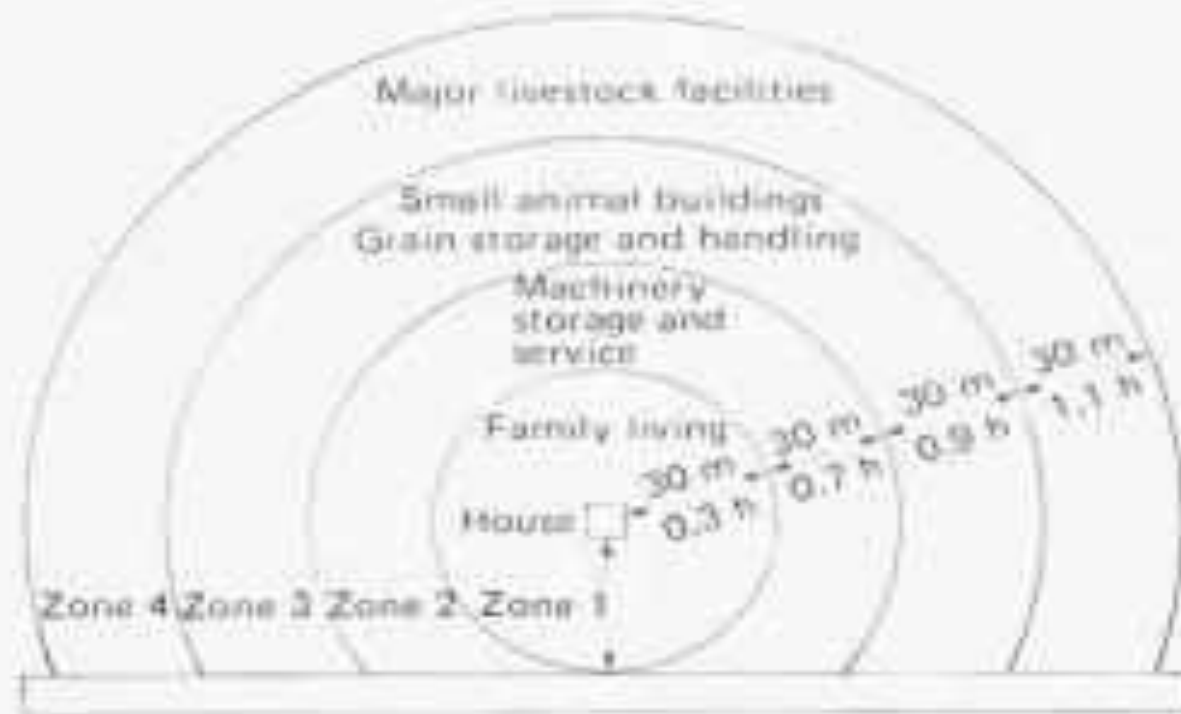 Major livestock facilities
Small animal buildings
Grain storage and handling
Machinery
storage and
service
Family living
House
30 m
0.3 h
30 m
0.7 h
30 m
0.9 h
30 m
1.1 h
Zone 4 Zone 3 Zone 2 Zone 1